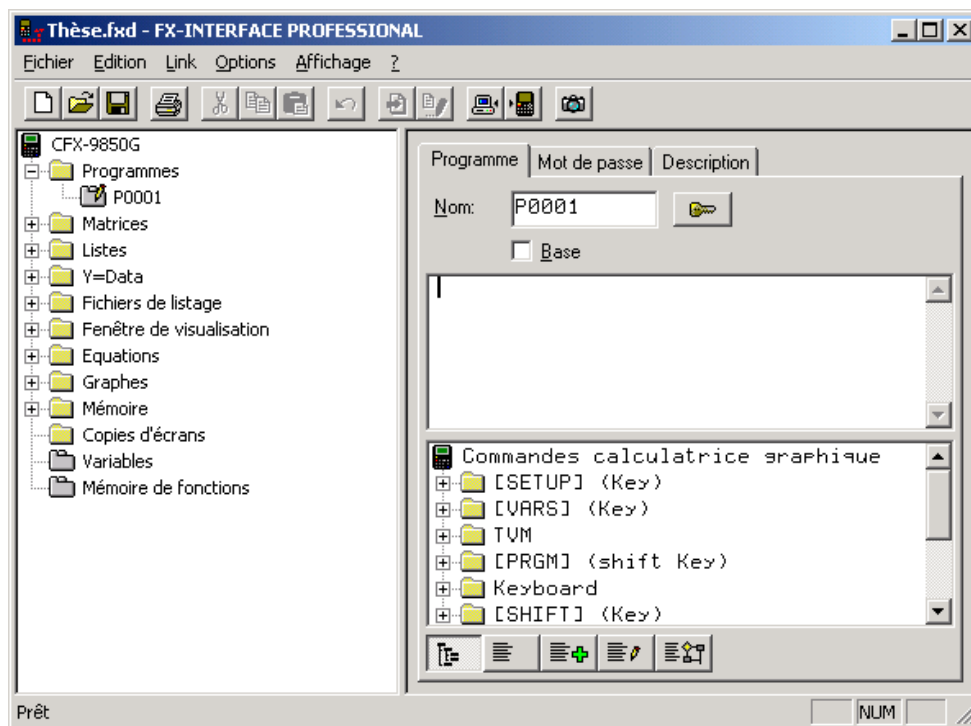 Thèse.fxd - FX-INTERFACE PROFESSIONAL
Fichier Edition Link Options Affichage ?
CFX-9850G
Programmes
P0001
Matrices
Listes
Y=Data
Fichiers de listage
Fenêtre de visualisation
Equations
Graphes
Mémoire
Copies d'écrans
Variables
Mémoire de fonctions
Programme Mot de passe Description
Nom: P0001
Base
Commandes calculatrice graphique
[SETUP] (Key)
[VARS] (Key)
TVM
[PRGM] (shift Key)
Keyboard
[SHIFT] (Key)
Prêt NUM